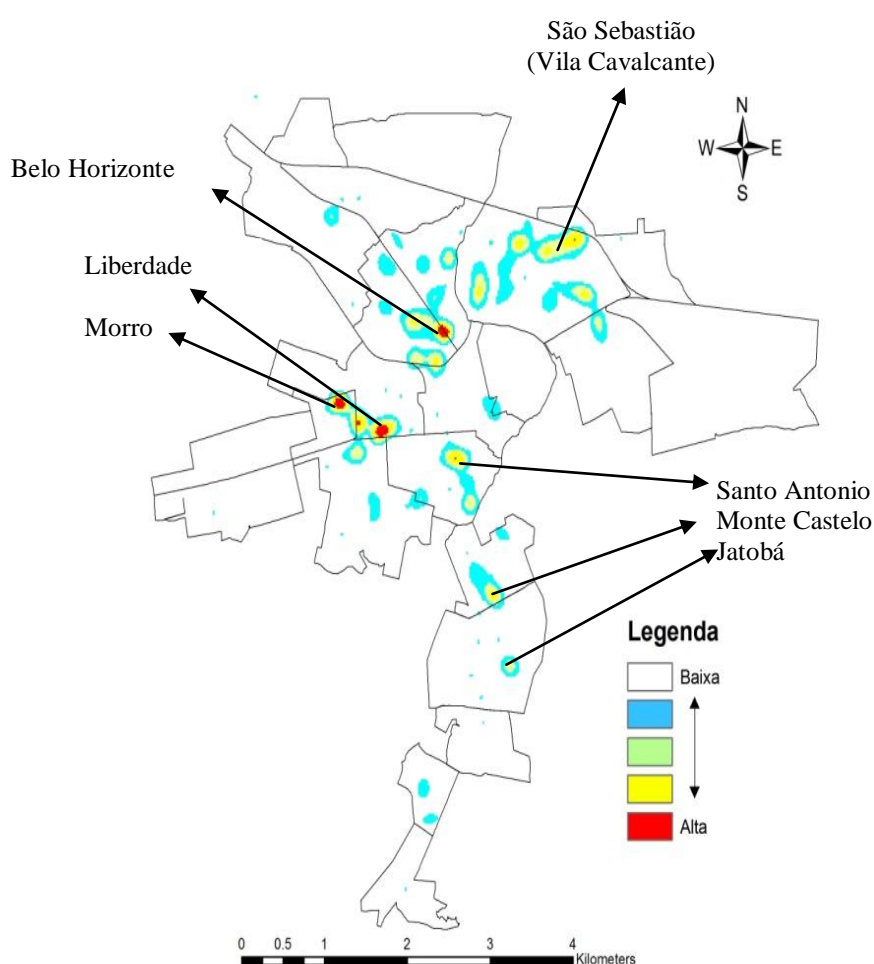 São Sebastião
(Vila Cavalcante)
N
W E
S
Belo Horizonte
Liberdade
Morro
Santo Antonio
Monte Castelo
Jatobá
Legenda
Baixa
Alta
0 0.5 1 2 3 4
Kilometers